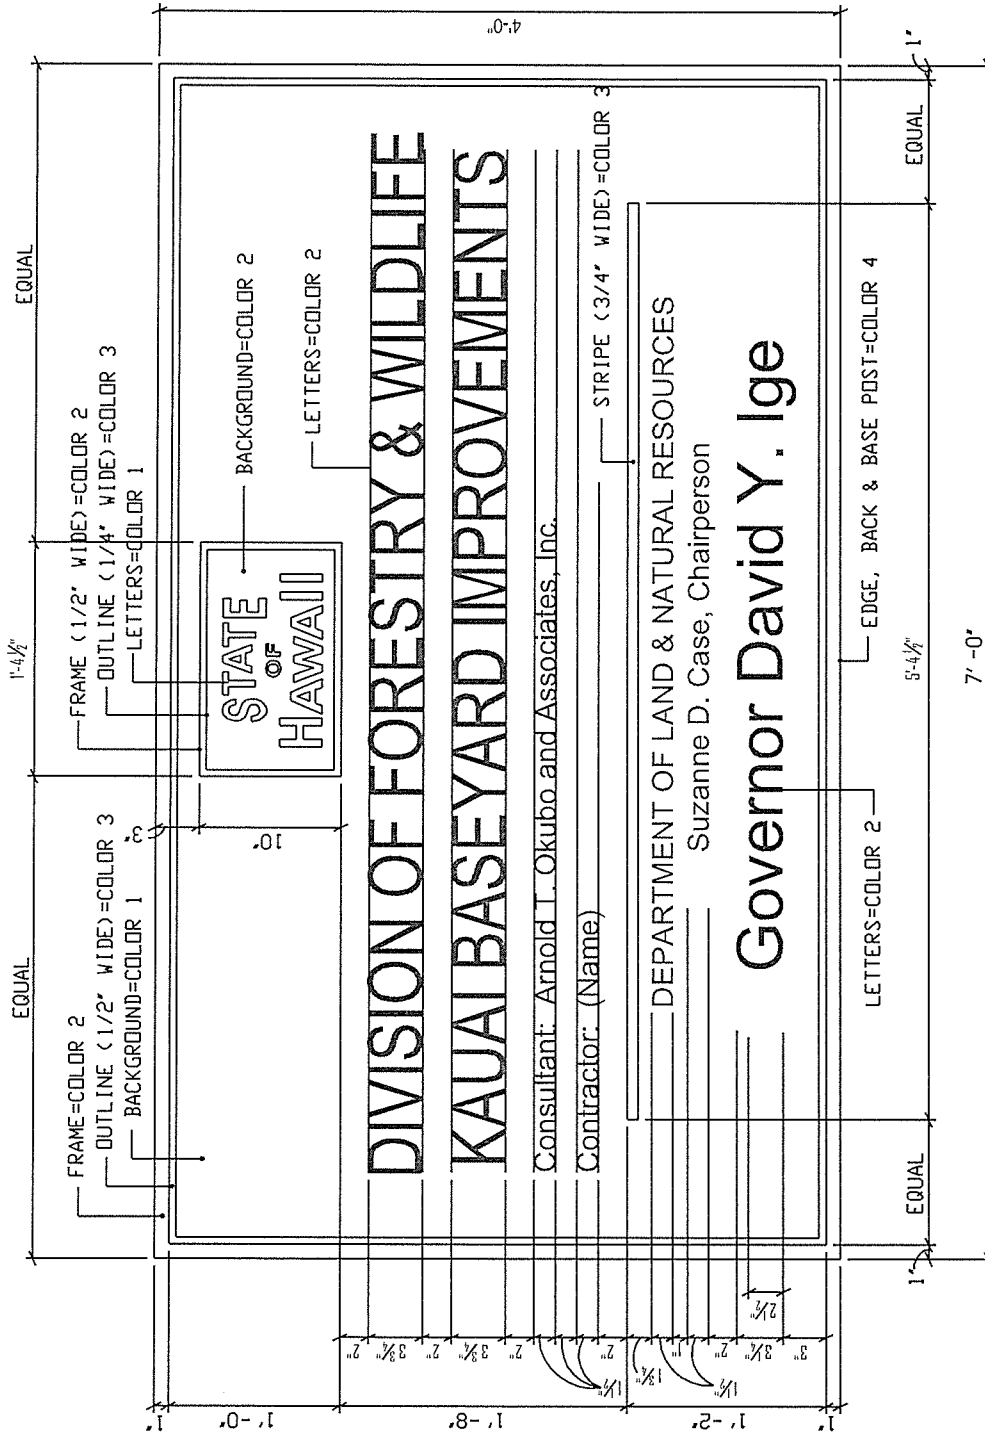 EQUAL
1'-4½"
EQUAL
FRAME=COLOR 2
OUTLINE (1/2" WIDE)=COLOR 3
BACKGROUND=COLOR 1
FRAME (1/2" WIDE)=COLOR 2
OUTLINE (1/4" WIDE)=COLOR 3
LETTERS=COLOR 1
3"
10"
STATE
OF
HAWAII
BACKGROUND=COLOR 2
LETTERS=COLOR 2
4'-0"
DIVISION OF FORESTRY & WILDLIFE
KAUAI BASEYARD IMPROVEMENTS
Consultant: Arnold T. Okubo and Associates, Inc.
Contractor: (Name)
STRIPE (3/4" WIDE)=COLOR 3
DEPARTMENT OF LAND & NATURAL RESOURCES
Suzanne D. Case, Chairperson
Governor David Y. Ige
LETTERS=COLOR 2
EDGE, BACK & BASE POST=COLOR 4
1"
1'-0"
1'-8"
1'-2"
1"
2"
3¾"
2"
3¾"
2"
1½"
2"
1¾"
1"
1½"
2"
3¼"
2½"
3"
1"
EQUAL
5'-4½"
EQUAL
1"
7'-0"